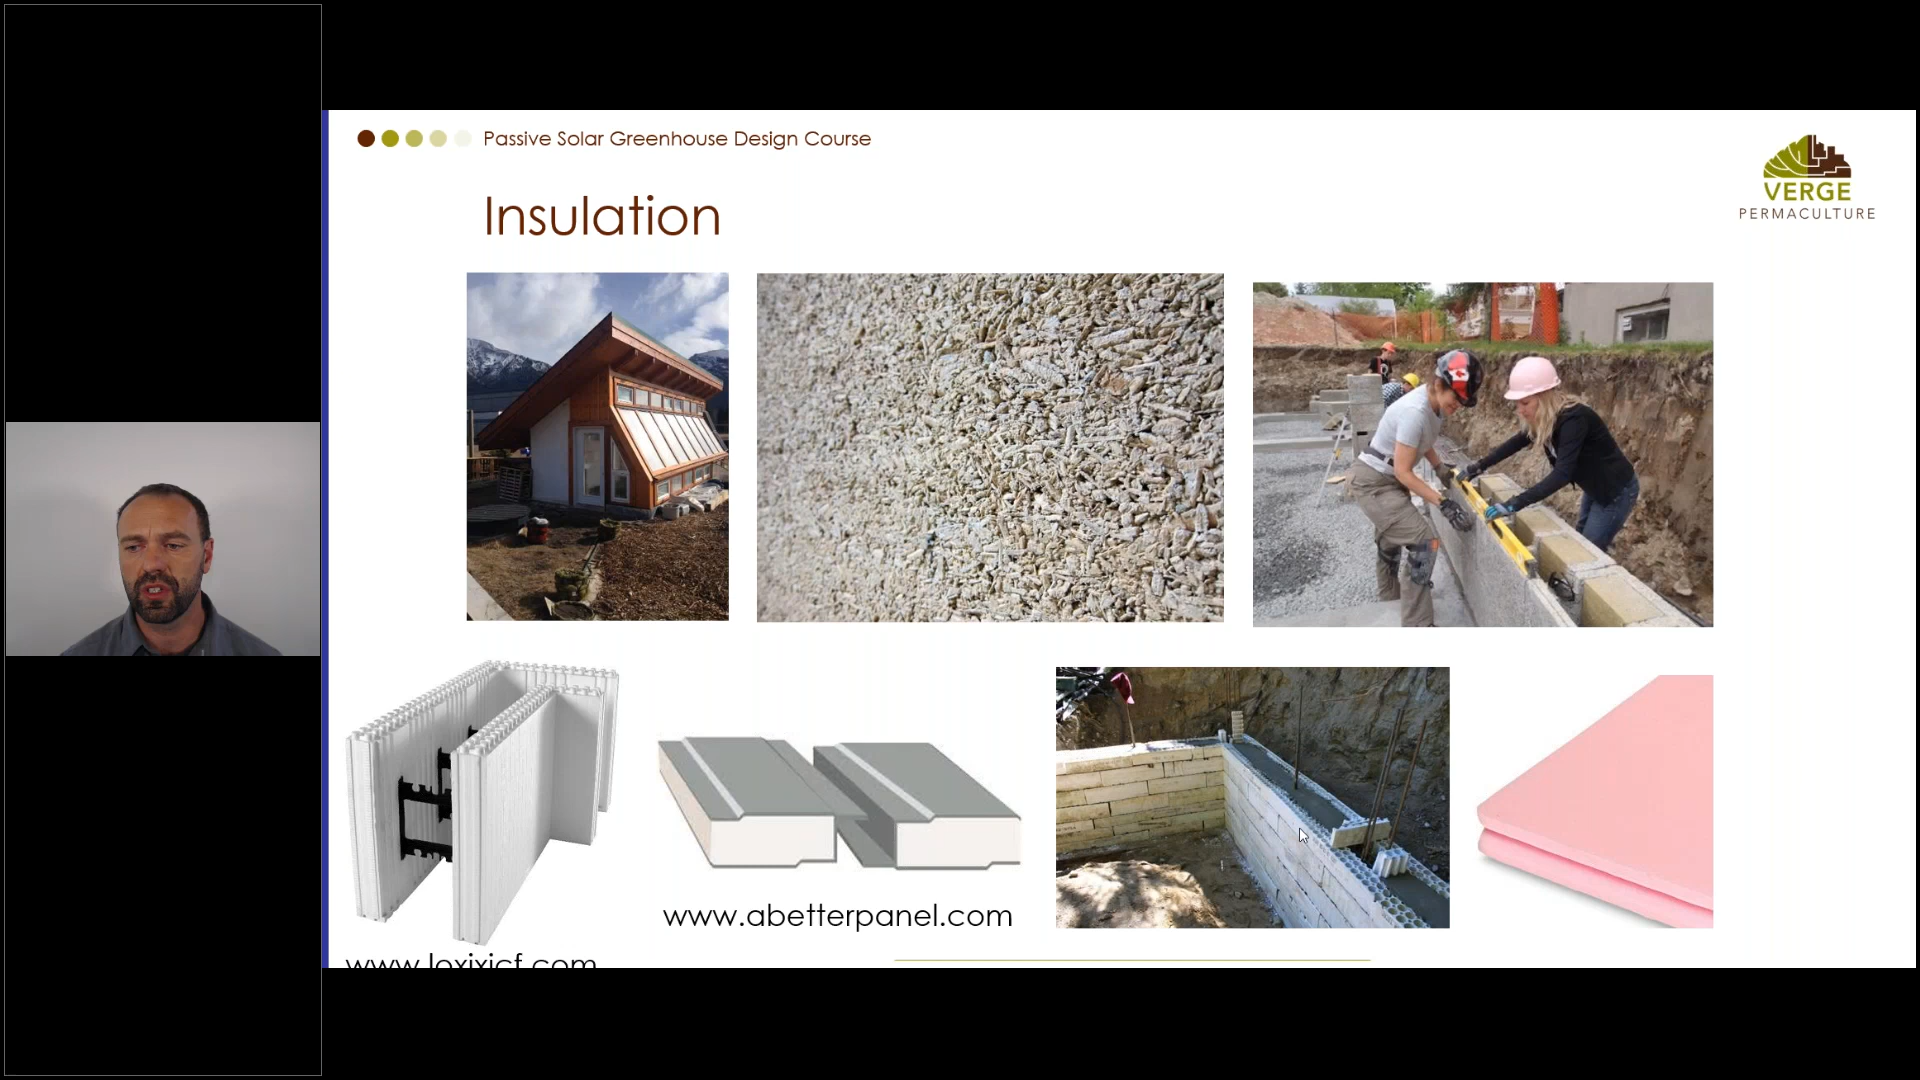 Passive Solar Greenhouse Design Course
VERGE
PERMACULTURE
Insulation
www.abetterpanel.com
www.loxixicf.com